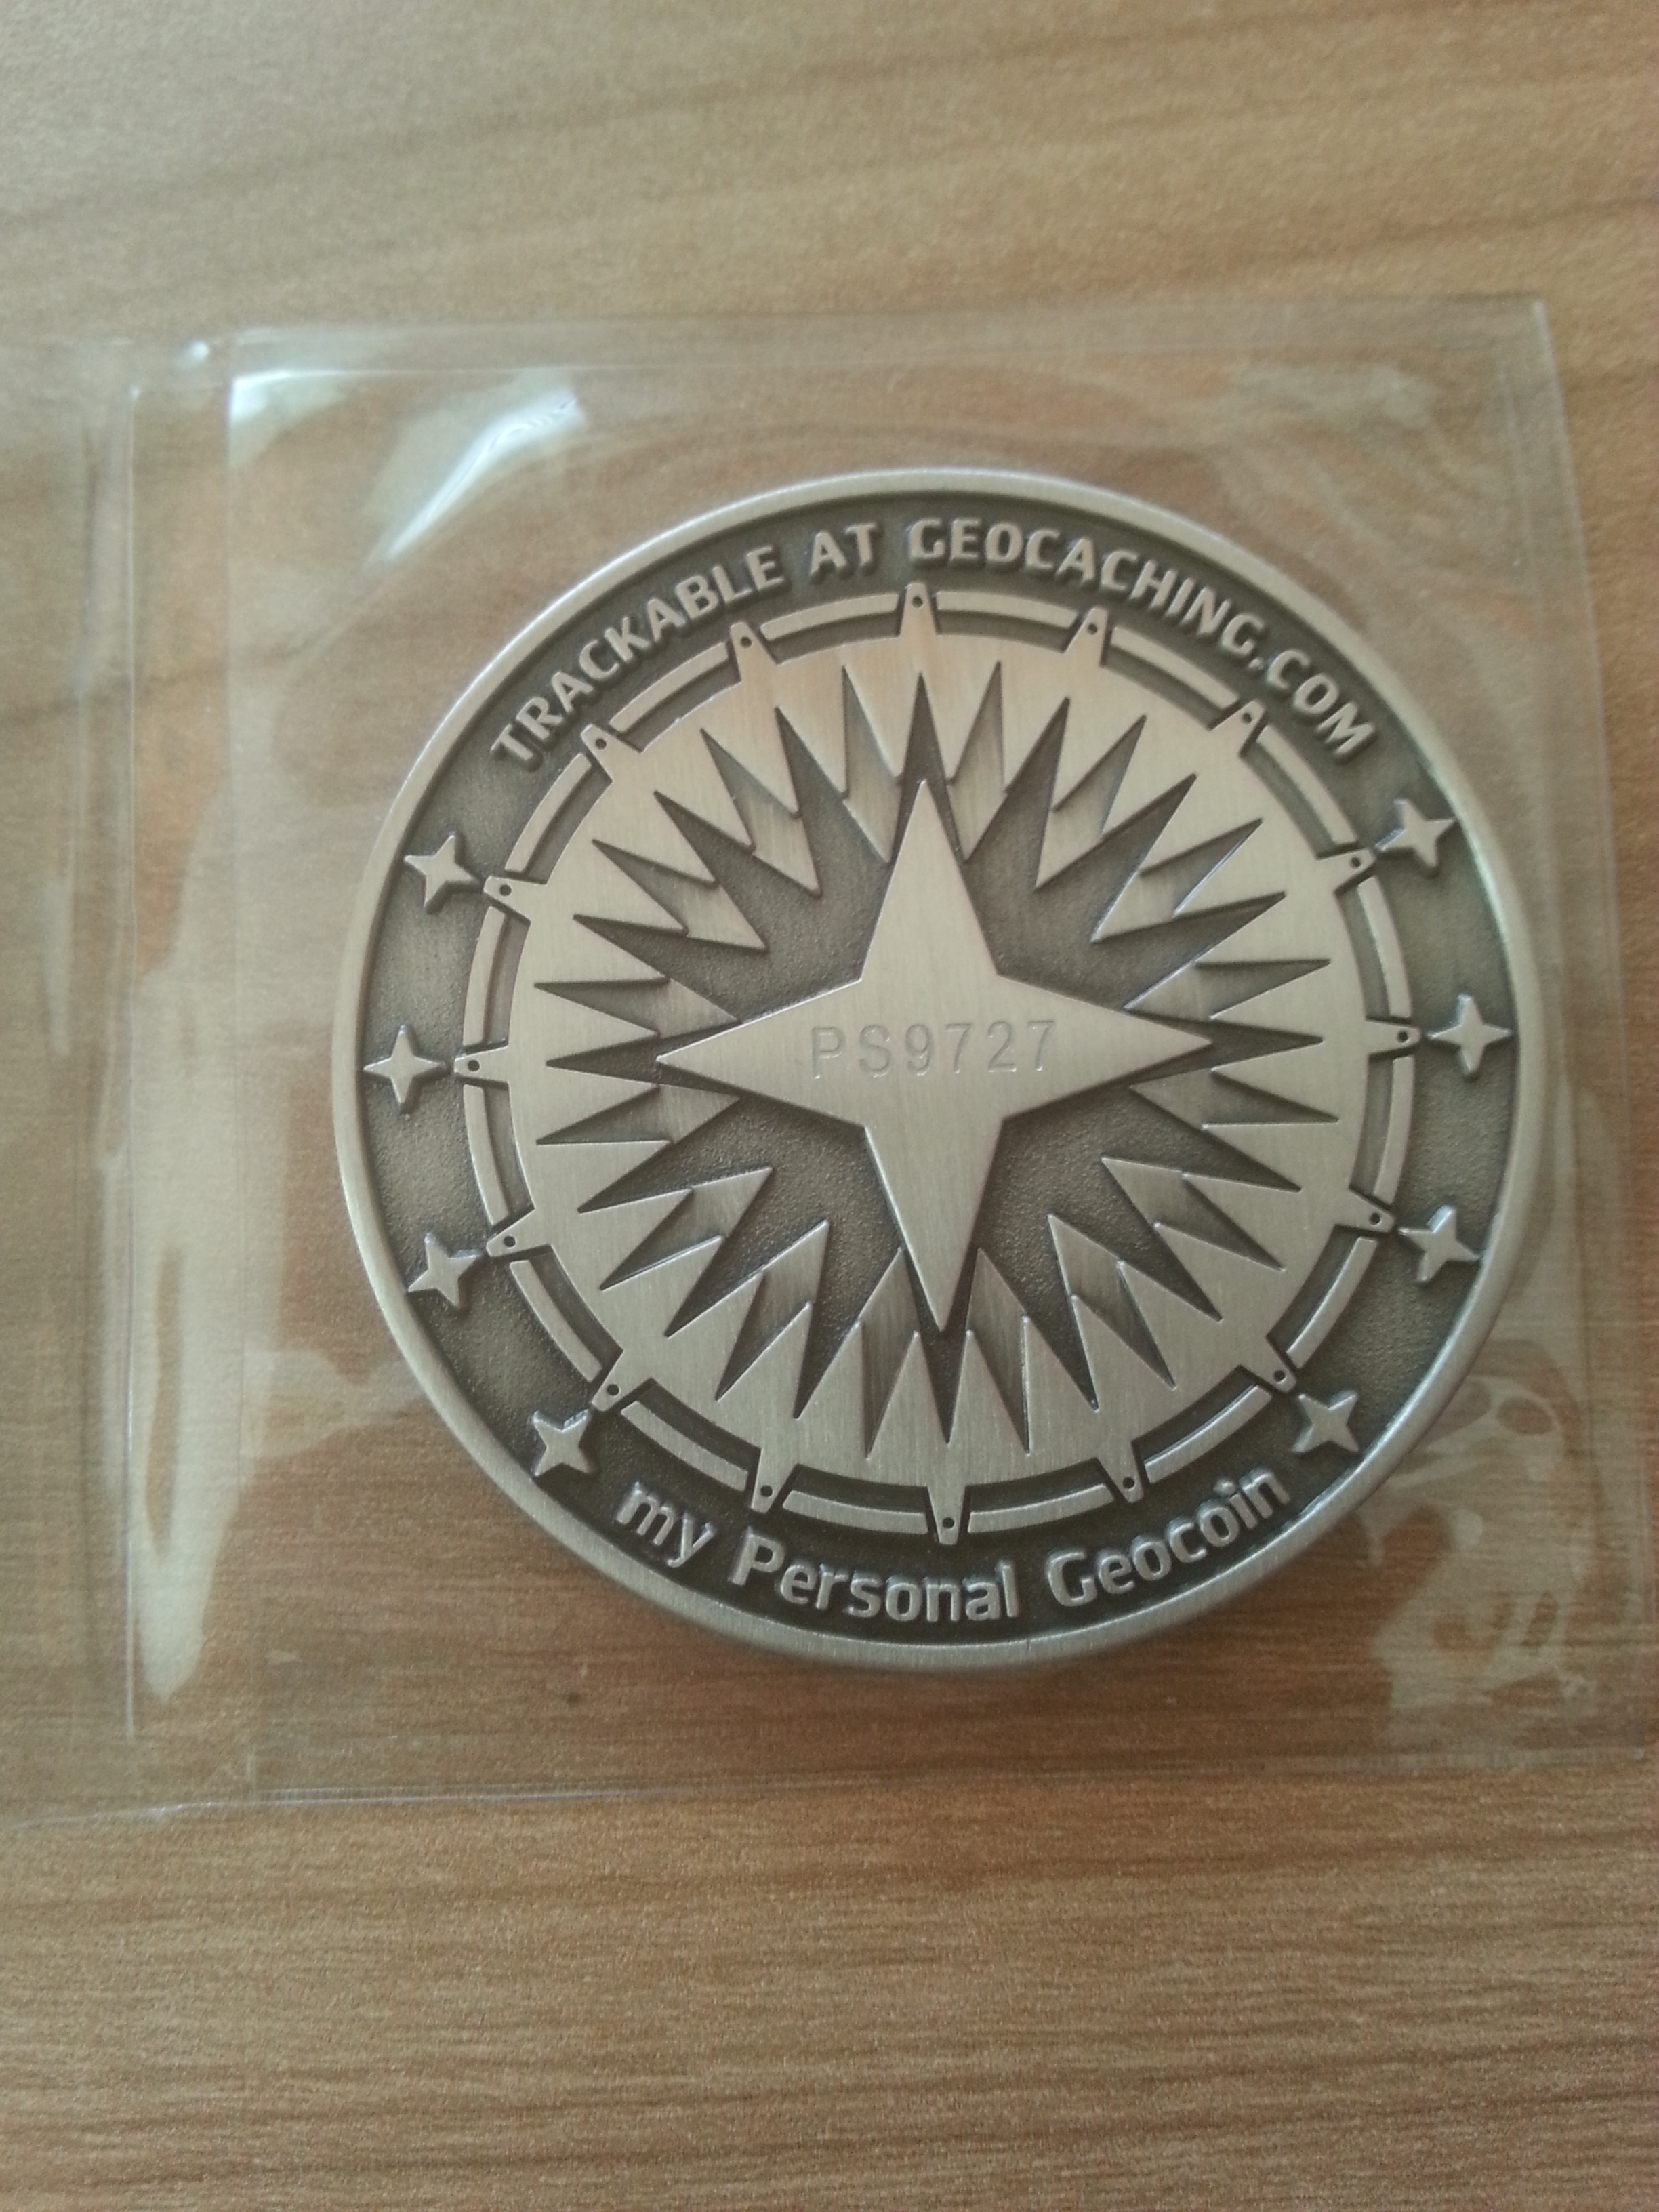 TRACKABLE AT GEOCACHING.COM
PS9727
my Personal Geocoin